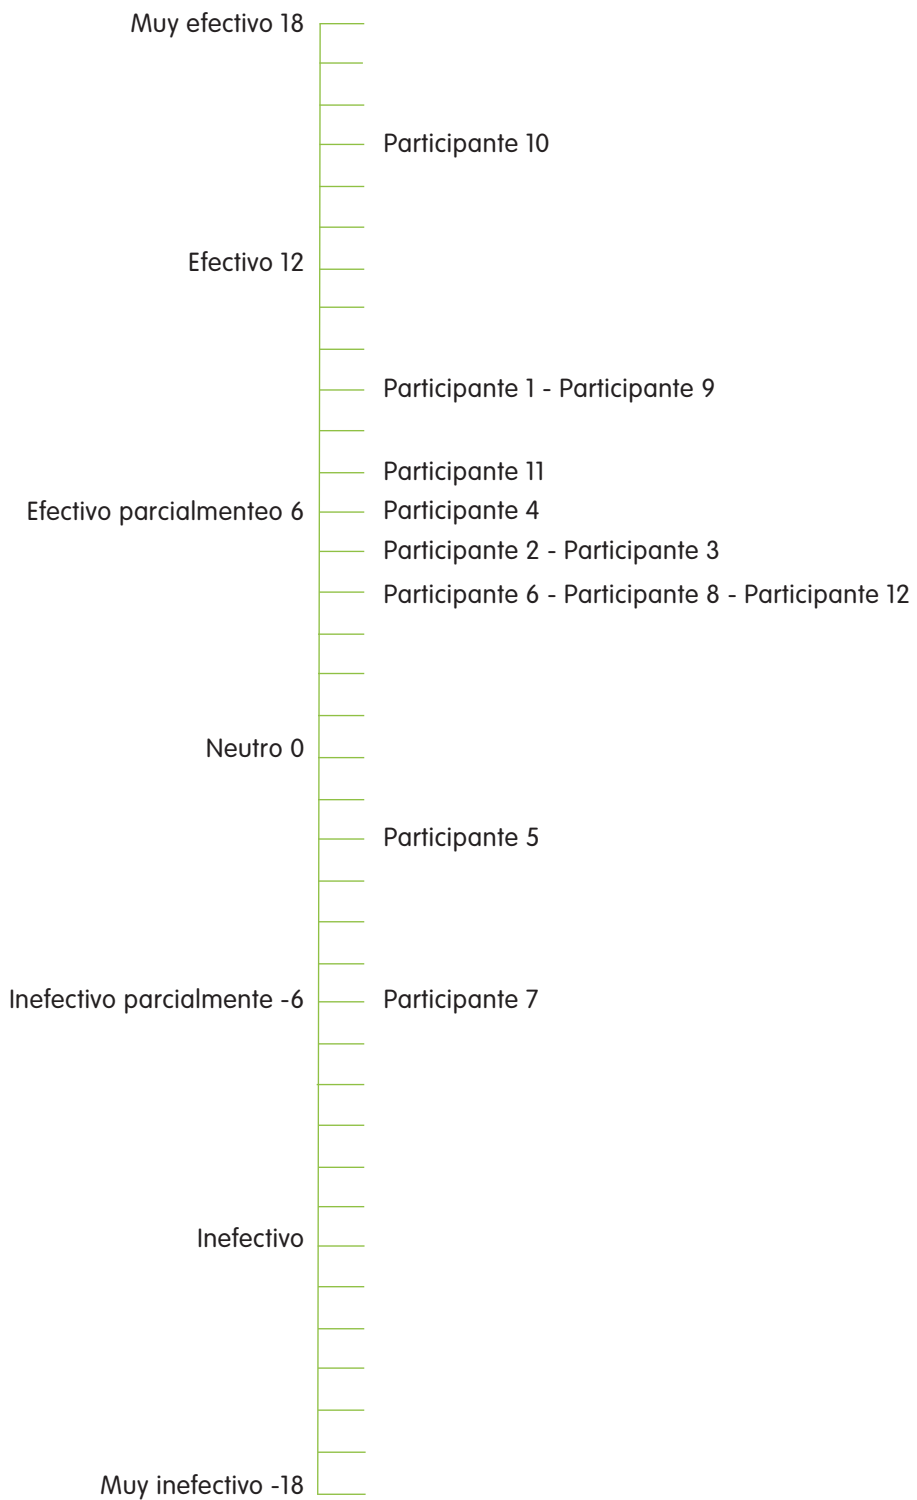 Muy efectivo 18
Participante 10
Efectivo 12
Participante 1 - Participante 9
Participante 11
Efectivo parcialmenteo 6
Participante 4
Participante 2 - Participante 3
Participante 6 - Participante 8 - Participante 12
Neutro 0
Participante 5
Inefectivo parcialmente -6
Participante 7
Inefectivo
Muy inefectivo -18